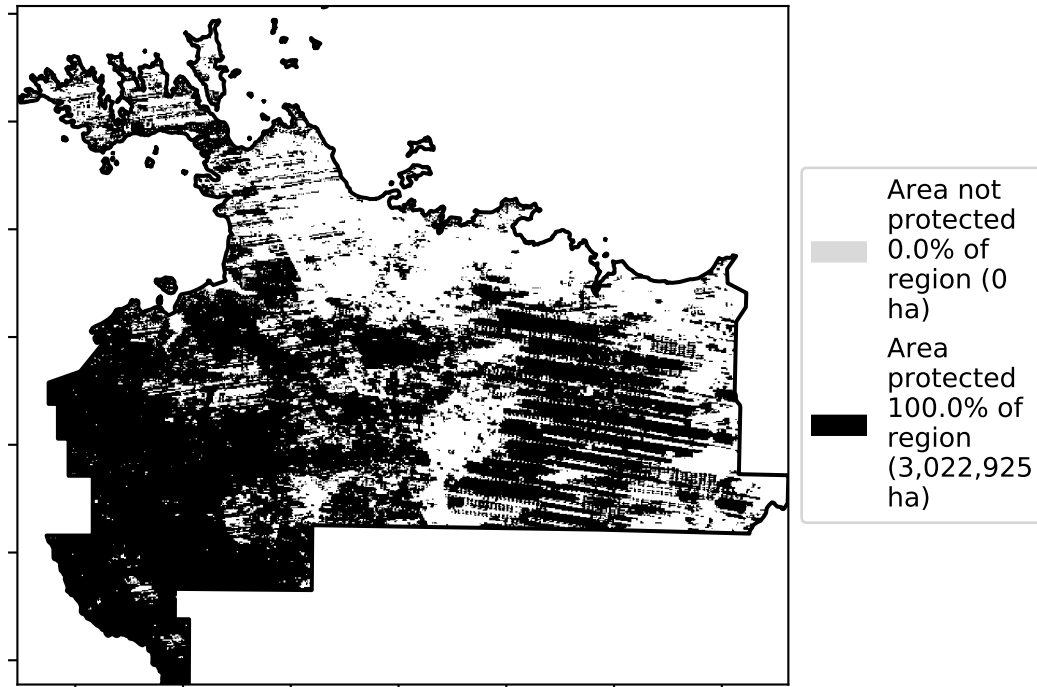 Area not
protected
0.0% of
region (0
ha)
Area
protected
100.0% of
region
(3,022,925
ha)